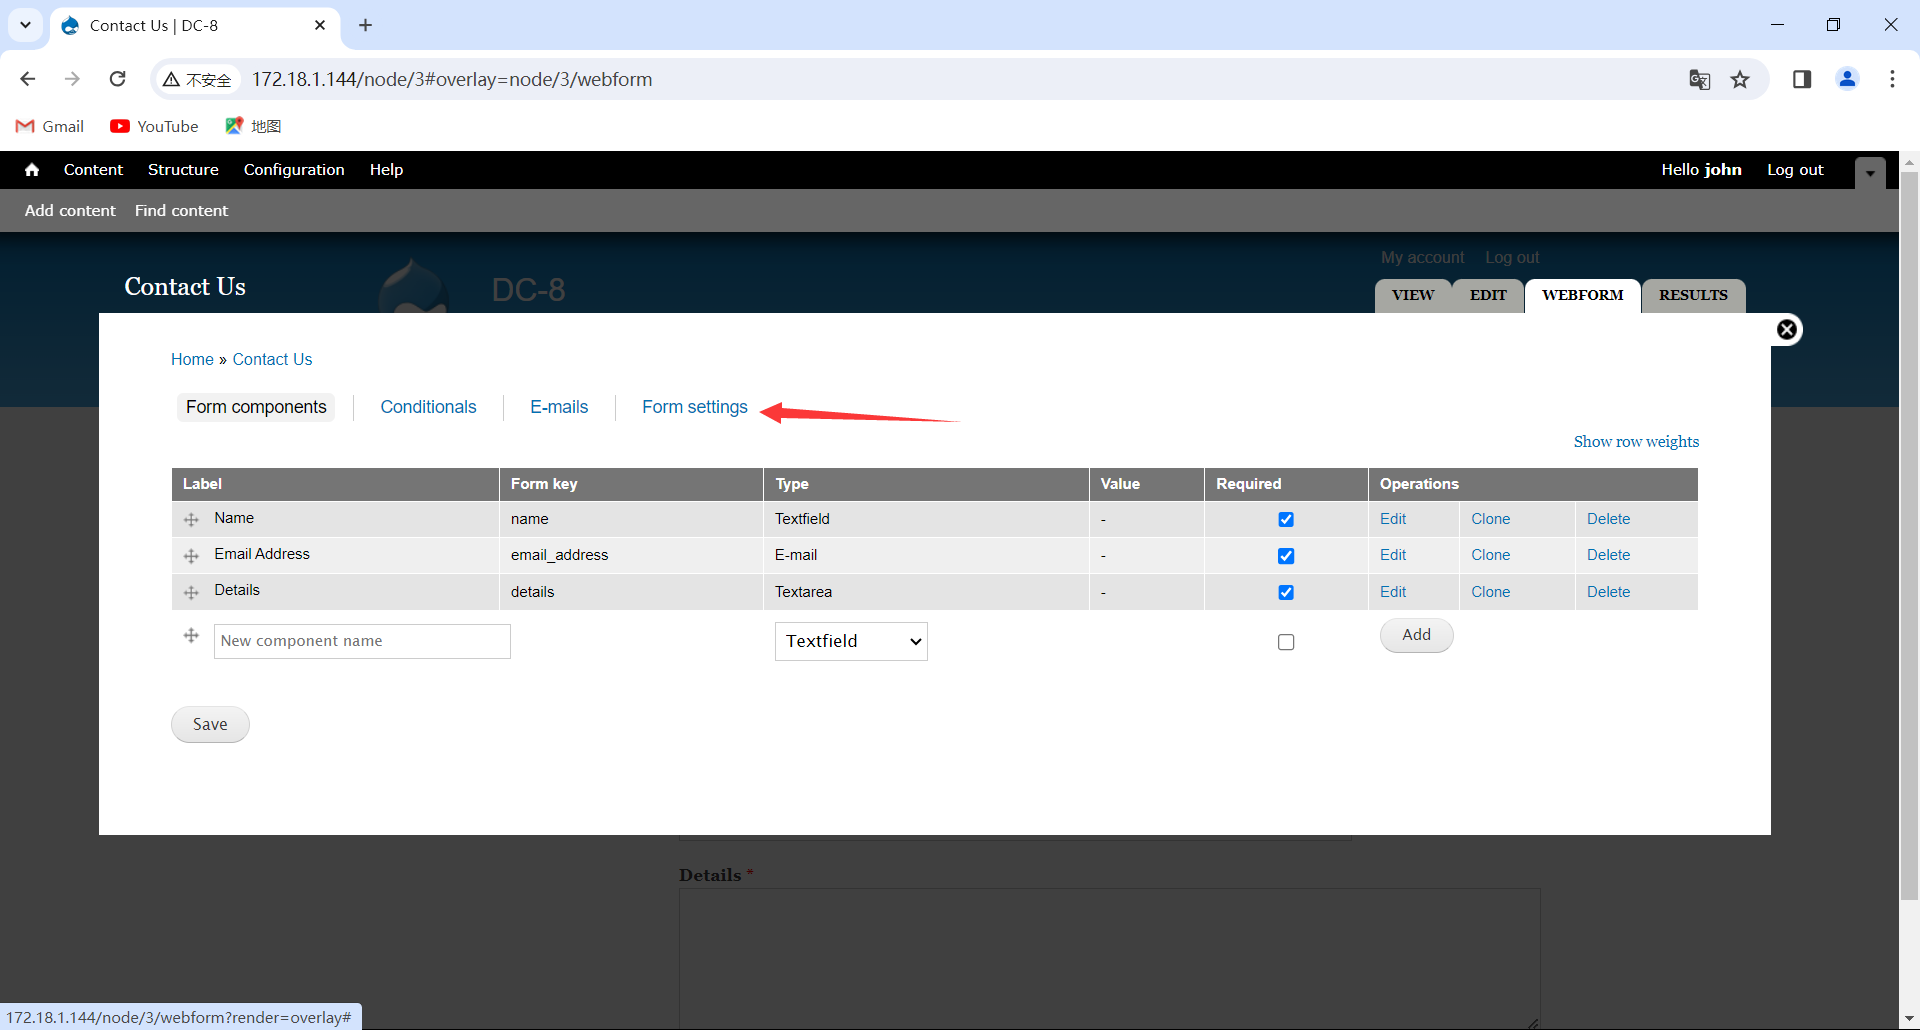 Contact Us | DC-8
不安全 172.18.1.144/node/3#overlay=node/3/webform
Gmail YouTube 地图
Content Structure Configuration Help Hello john Log out
Add content Find content
My account Log out
Contact Us DC-8
VIEW EDIT WEBFORM RESULTS
Home » Contact Us
Form components Conditionals E-mails Form settings
Show row weights
Label Form key Type Value Required Operations
Name name Textfield - Edit Clone Delete
Email Address email_address E-mail - Edit Clone Delete
Details details Textarea - Edit Clone Delete
New component name Textfield Add
Save
Details *
172.18.1.144/node/3/webform?render=overlay#